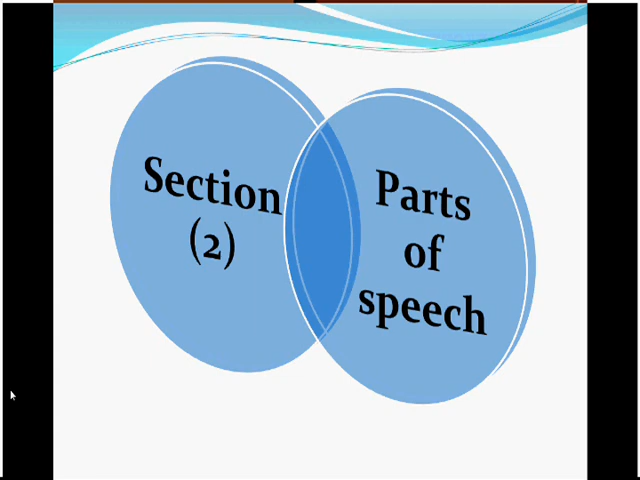 Section
(2)
Parts
of
speech